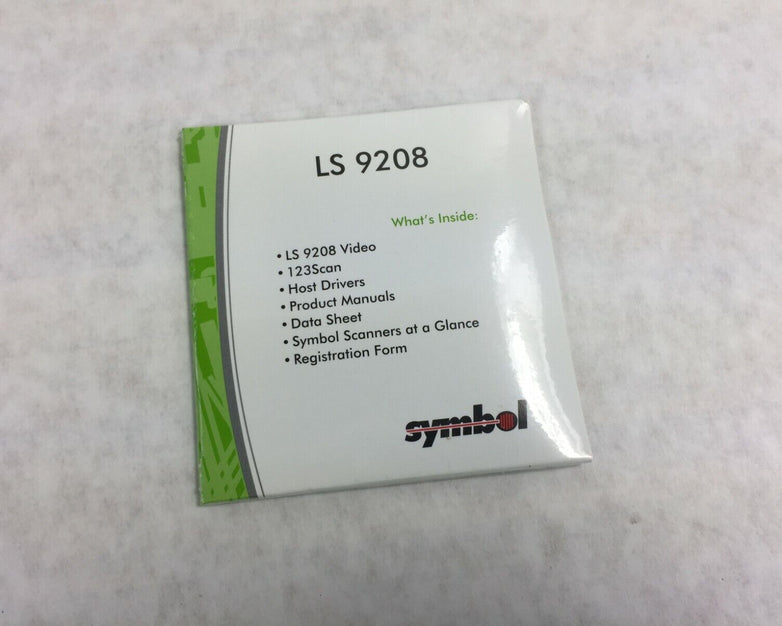 LS 9208
What's Inside:
• LS 9208 Video
• 123Scan
• Host Drivers
• Product Manuals
• Data Sheet
• Symbol Scanners at a Glance
• Registration Form
symbol